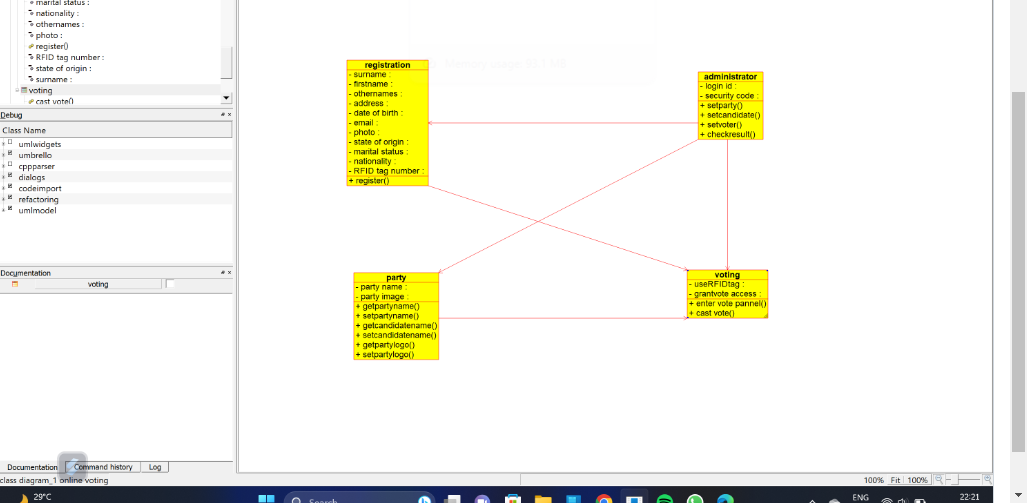 marital status :
nationality :
othernames :
photo :
register()
RFID tag number :
state of origin :
surname :
voting
cast vote()
Debug
Class Name
umlwidgets
umbrello
cppparser
dialogs
codeimport
refactoring
umlmodel
Documentation
voting
Documentation
Command history
Log
class diagram_1 online voting
registration
- surname :
- firstname :
- othernames :
- address :
- date of birth :
- email :
- photo :
- state of origin :
- marital status :
- nationality :
- RFID tag number :
+ register()
administrator
- login id :
- security code :
+ setparty()
+ setcandidate()
+ setvoter()
+ checkresult()
party
- party name :
- party image :
+ getpartyname()
+ setpartyname()
+ getcandidatename()
+ setcandidatename()
+ getpartylogo()
+ setpartylogo()
voting
- useRFIDtag :
- grantvote access :
+ enter vote pannel()
+ cast vote()
100% Fit 100%
29°C
Search
ENG
22:21